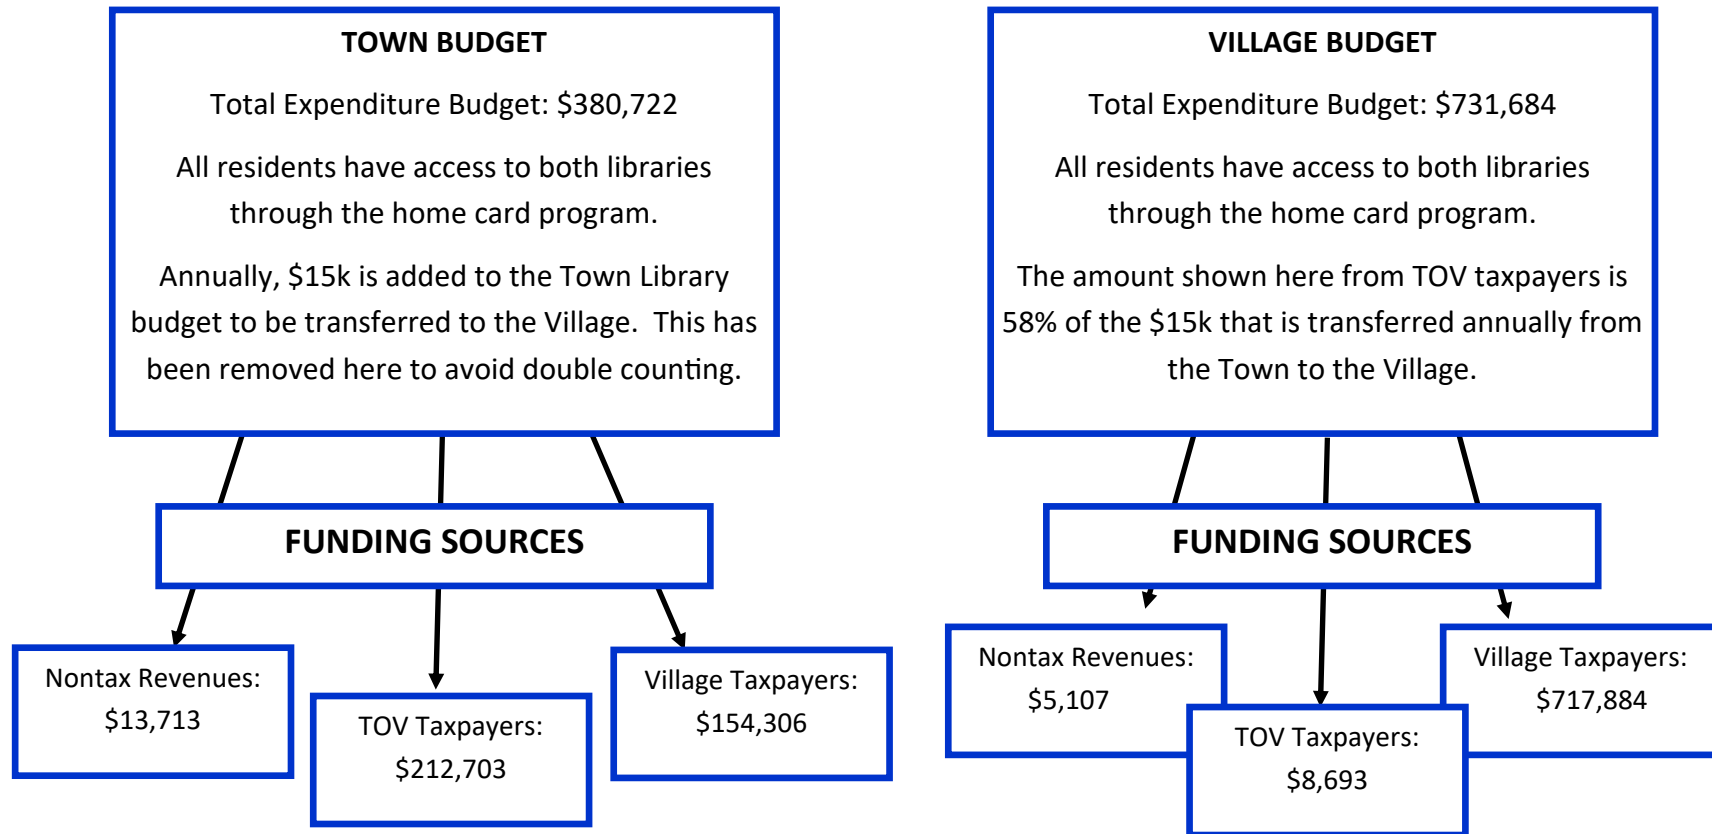 TOWN BUDGET
Total Expenditure Budget: $380,722
All residents have access to both libraries
through the home card program.
Annually, $15k is added to the Town Library
budget to be transferred to the Village.  This has
been removed here to avoid double counting.
FUNDING SOURCES
Nontax Revenues:
$13,713
TOV Taxpayers:
$212,703
Village Taxpayers:
$154,306
VILLAGE BUDGET
Total Expenditure Budget: $731,684
All residents have access to both libraries
through the home card program.
The amount shown here from TOV taxpayers is
58% of the $15k that is transferred annually from
the Town to the Village.
FUNDING SOURCES
Nontax Revenues:
$5,107
TOV Taxpayers:
$8,693
Village Taxpayers:
$717,884